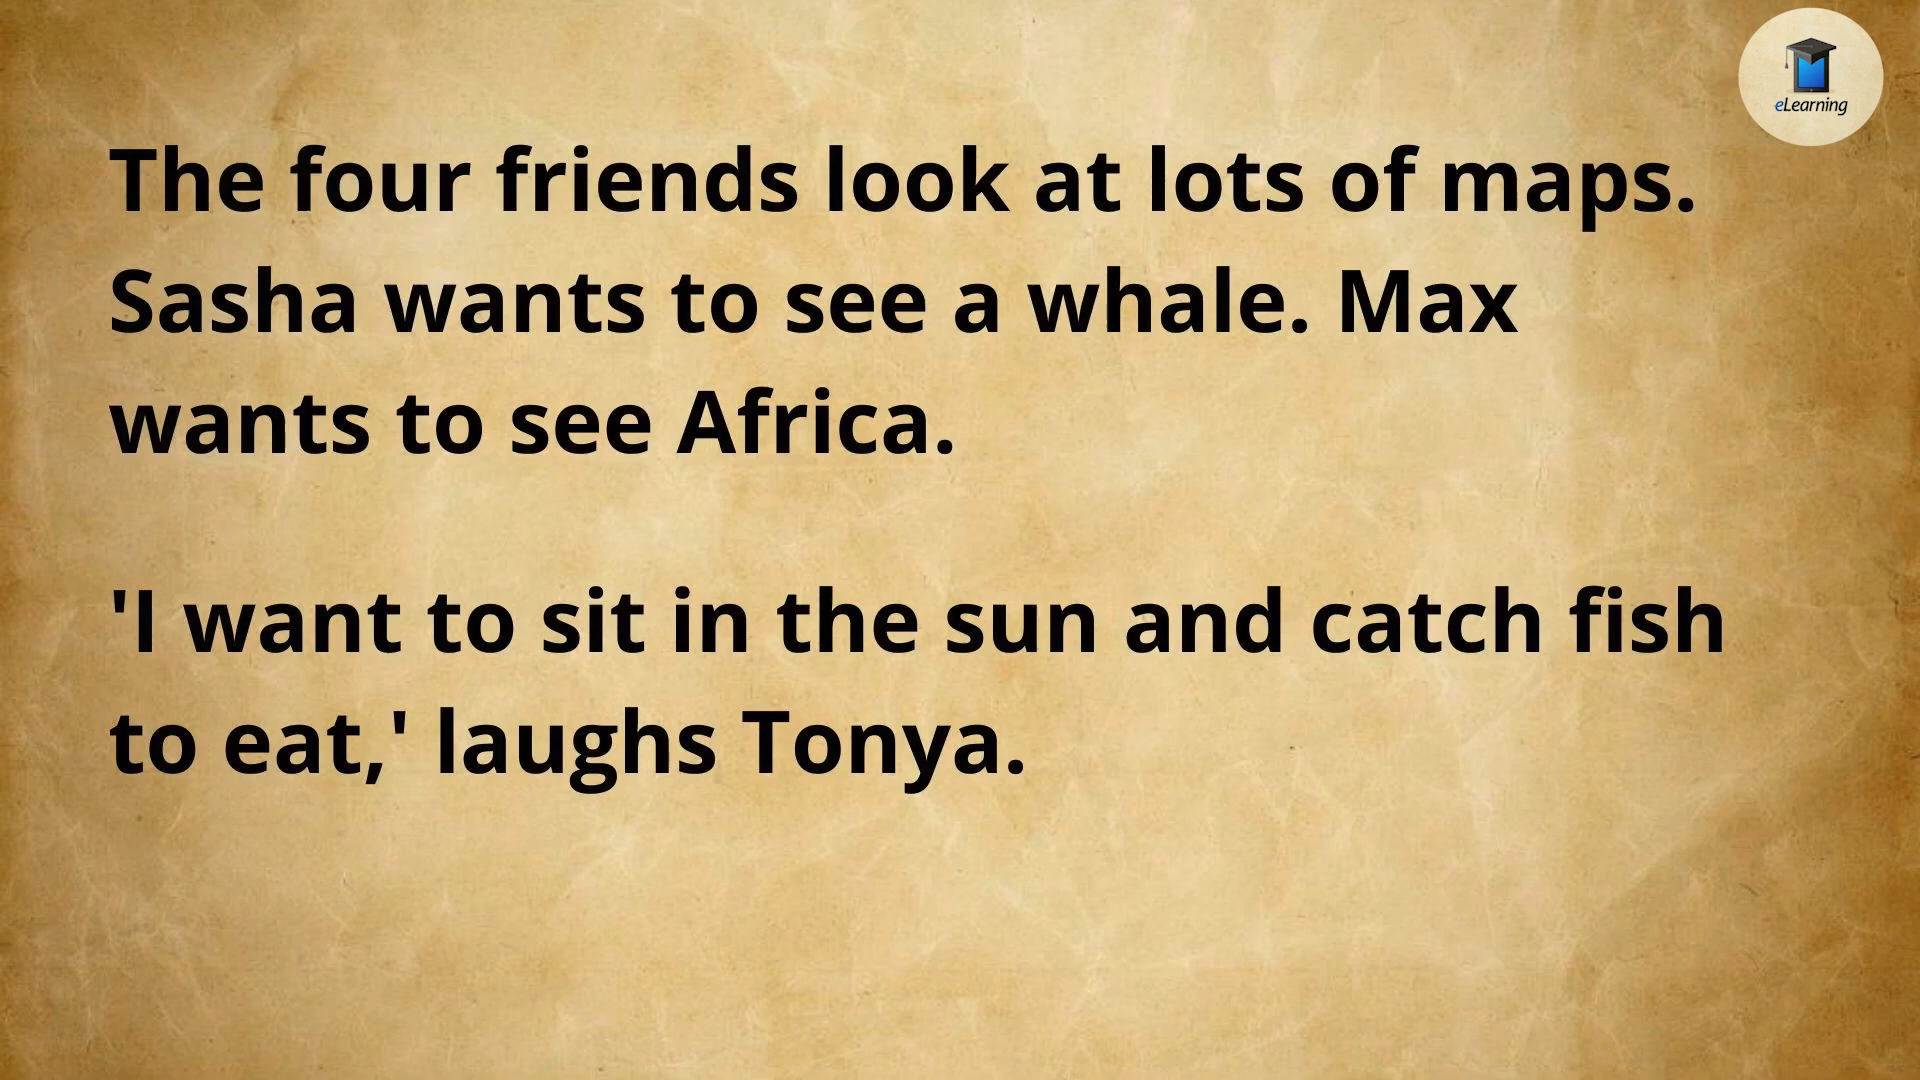 eLearning
The four friends look at lots of maps.
Sasha wants to see a whale. Max
wants to see Africa.
'I want to sit in the sun and catch fish
to eat,' laughs Tonya.